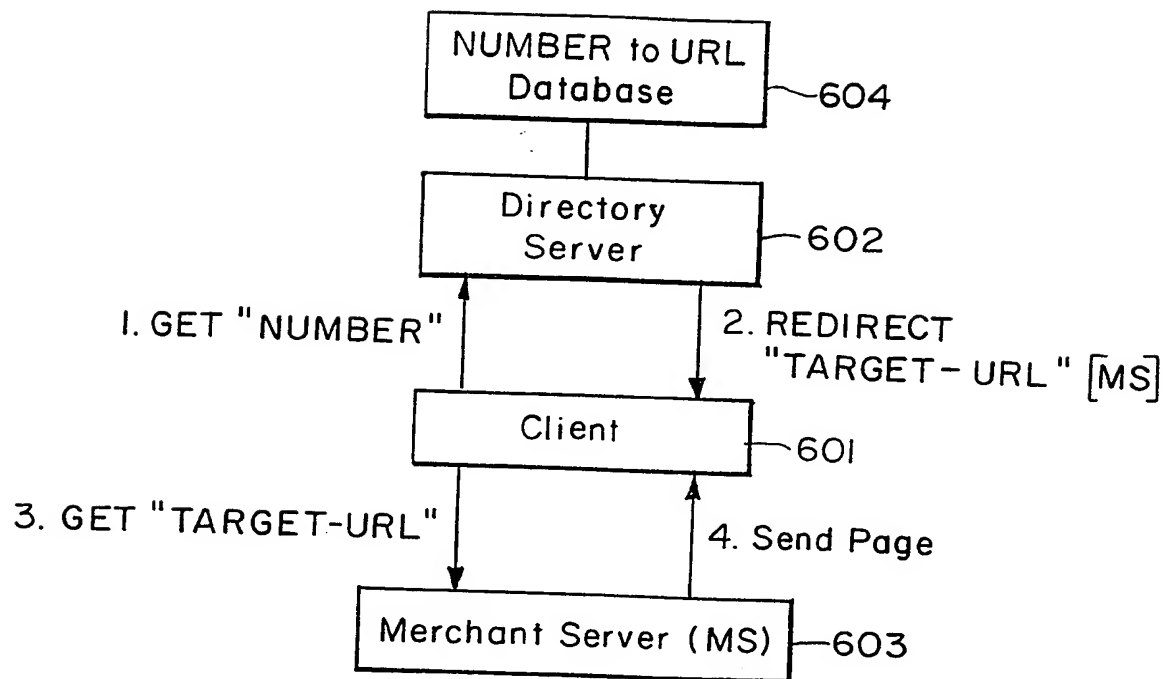 NUMBER to URL
Database
604
Directory
Server
602
1. GET "NUMBER"
2. REDIRECT
"TARGET-URL" [MS]
Client
601
3. GET "TARGET-URL"
4. Send Page
Merchant Server (MS)
603